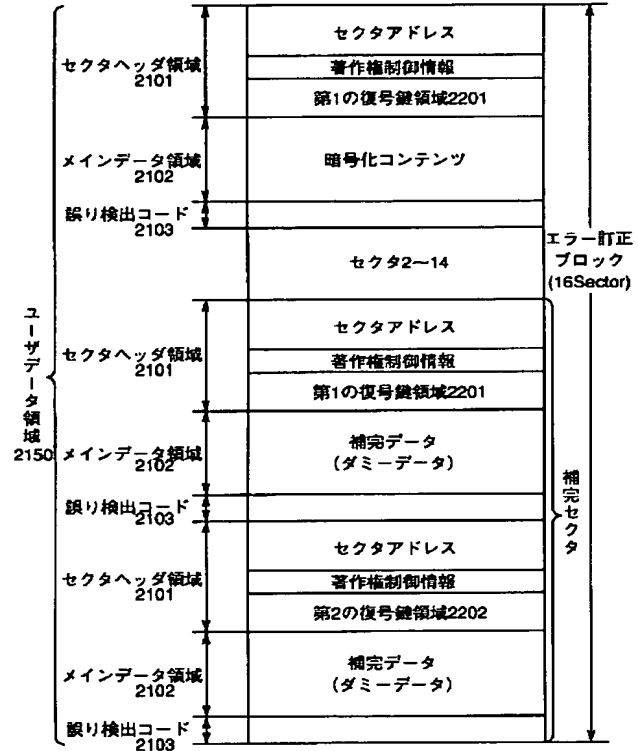 セクタアドレス
セクタヘッダ領域
2101
著作権制御情報
第1の復号鍵領域2201
メインデータ領域
2102
暗号化コンテンツ
誤り検出コード
2103
セクタ2〜14
エラー訂正
ブロック
(16Sector)
ユーザデータ領域
2150
セクタアドレス
セクタヘッダ領域
2101
著作権制御情報
第1の復号鍵領域2201
メインデータ領域
2102
補完データ
(ダミーデータ)
誤り検出コード
2103
補完セクタ
セクタアドレス
セクタヘッダ領域
2101
著作権制御情報
第2の復号鍵領域2202
メインデータ領域
2102
補完データ
(ダミーデータ)
誤り検出コード
2103